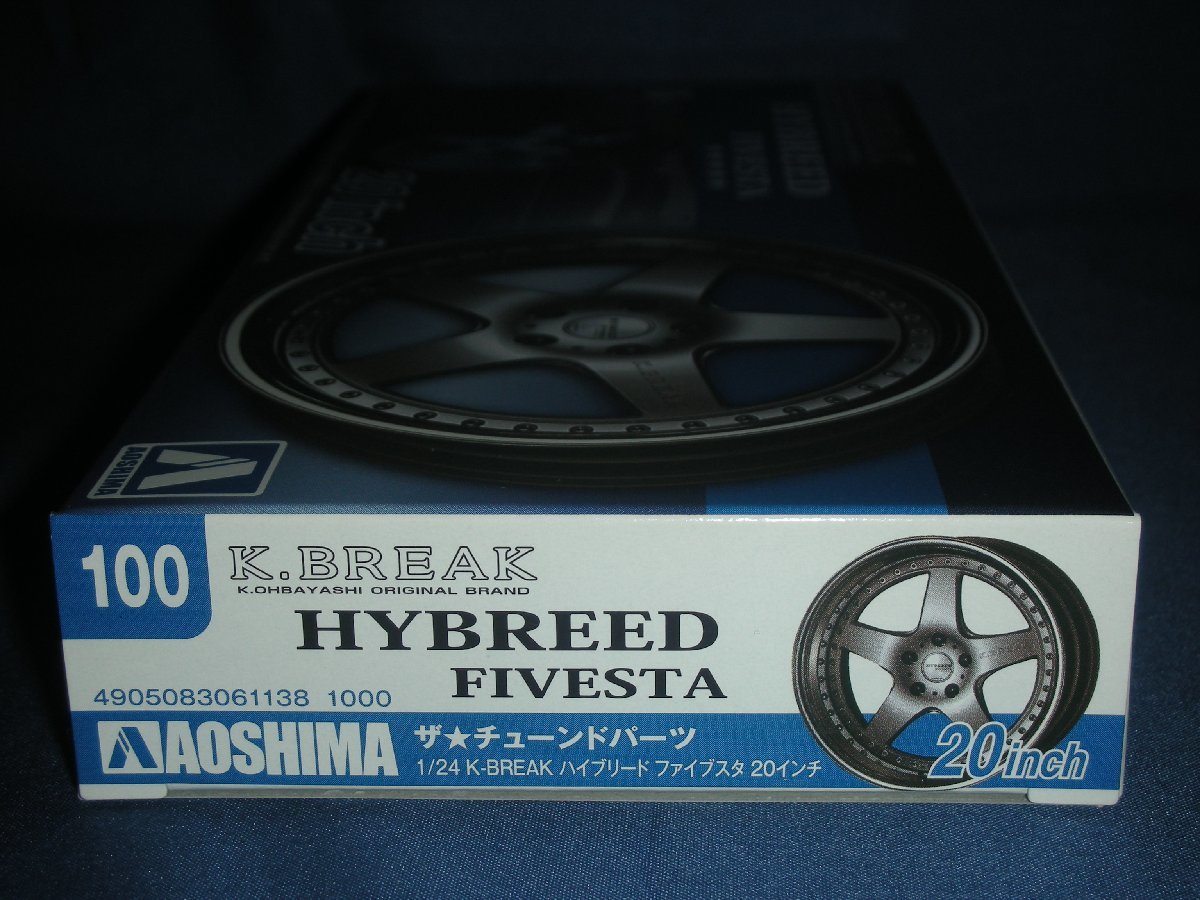 AOSHIMA
100
K.BREAK
K.OHBAYASHI ORIGINAL BRAND
HYBREED
FIVESTA
4905083061138 1000
AOSHIMA
ザ★チューンドパーツ
1/24 K-BREAK ハイブリード ファイブスタ 20インチ
20inch